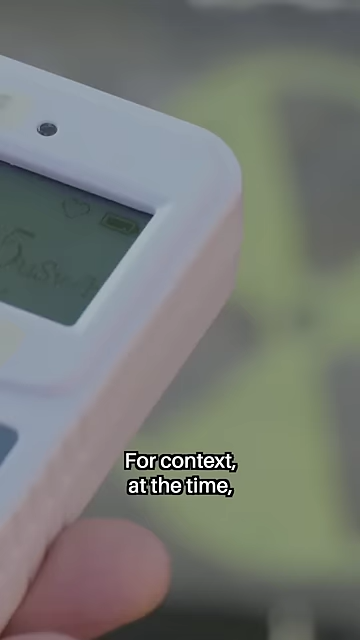 For context,
at the time,